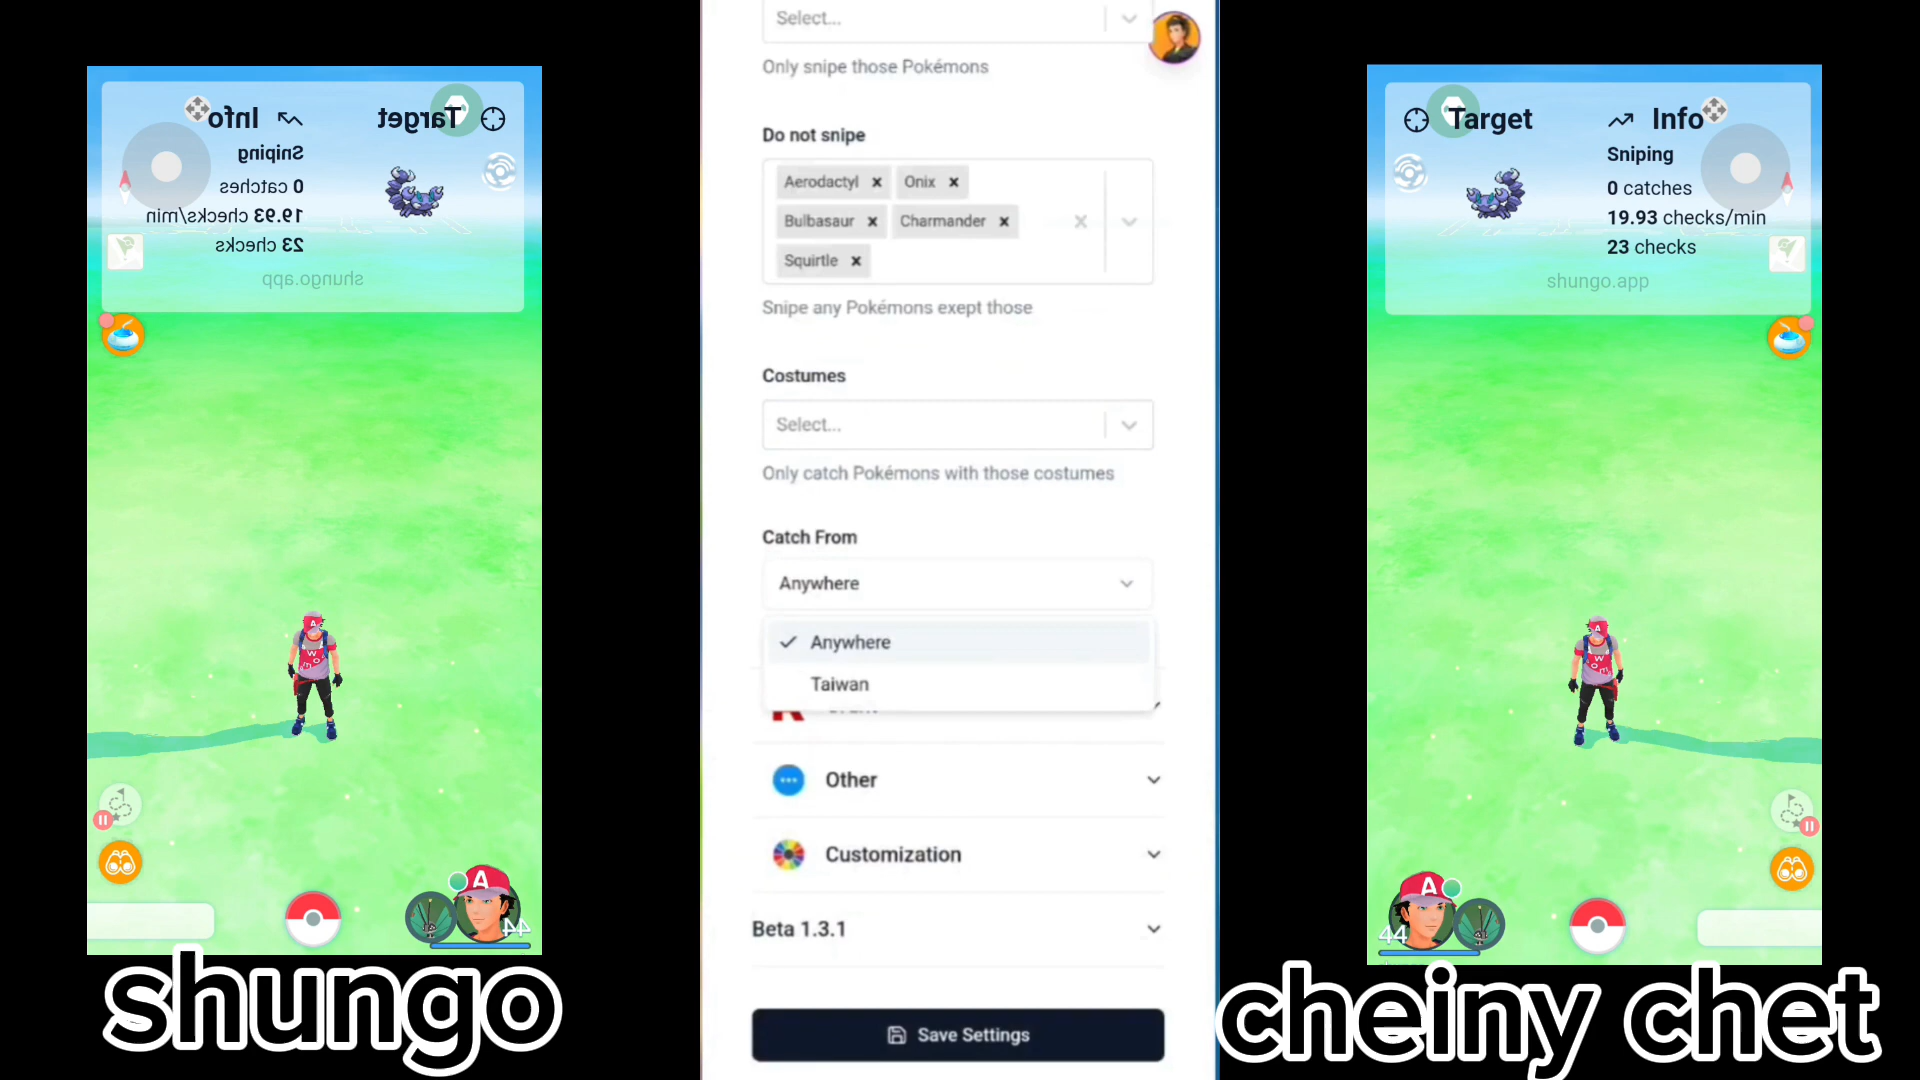 Info Target
Sniping
0 catches
19.93 checks/min
23 checks
shungo.app
A
44
shungo
Select...
Only snipe those Pokémons
Do not snipe
Aerodactyl × Onix ×
Bulbasaur × Charmander ×
Squirtle ×
Snipe any Pokémons exept those
Costumes
Select...
Only catch Pokémons with those costumes
Catch From
Anywhere
Anywhere
Taiwan
Other
Customization
Beta 1.3.1
Save Settings
Target Info
Sniping
0 catches
19.93 checks/min
23 checks
shungo.app
A
44
cheiny chet